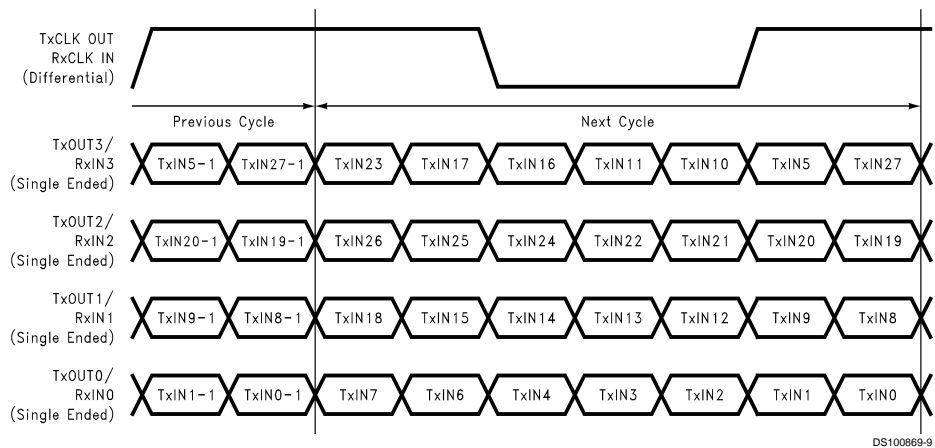 TxCLK OUT
RxCLK IN
(Differential)
Previous Cycle
Next Cycle
TxOUT3/
RxIN3
(Single Ended)
TxIN5-1 TxIN27-1 TxIN23 TxIN17 TxIN16 TxIN11 TxIN10 TxIN5 TxIN27
TxOUT2/
RxIN2
(Single Ended)
TxIN20-1 TxIN19-1 TxIN26 TxIN25 TxIN24 TxIN22 TxIN21 TxIN20 TxIN19
TxOUT1/
RxIN1
(Single Ended)
TxIN9-1 TxIN8-1 TxIN18 TxIN15 TxIN14 TxIN13 TxIN12 TxIN9 TxIN8
TxOUT0/
RxIN0
(Single Ended)
TxIN1-1 TxIN0-1 TxIN7 TxIN6 TxIN4 TxIN3 TxIN2 TxIN1 TxIN0
DS100869-9